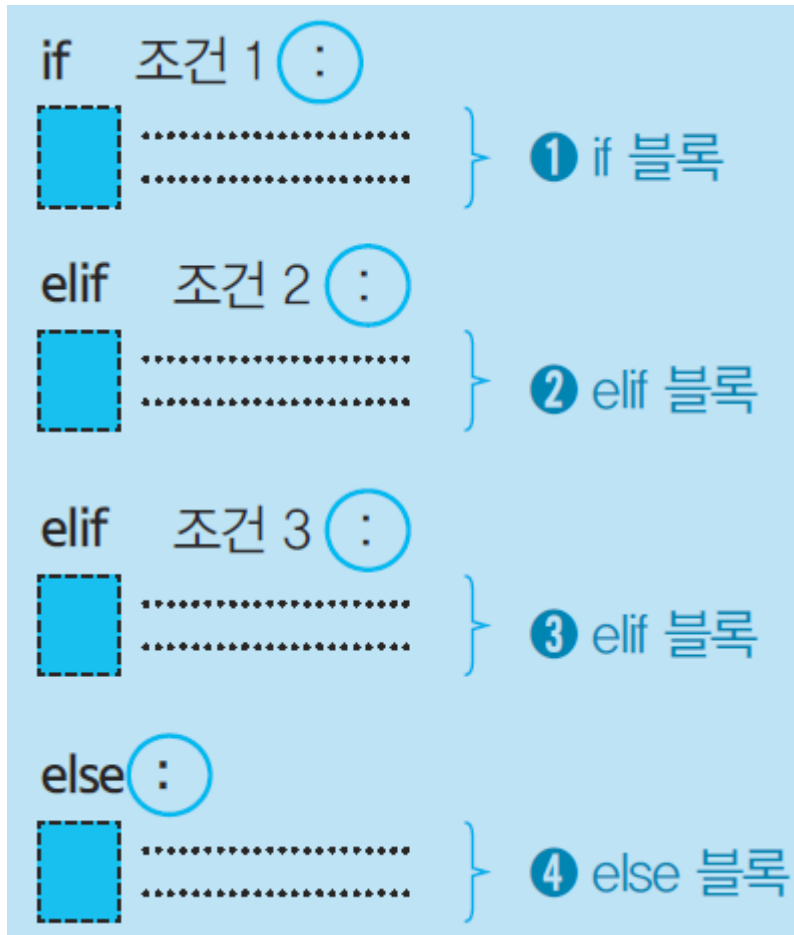 if 조건 1 :
❶ if 블록
elif 조건 2 :
❷ elif 블록
elif 조건 3 :
❸ elif 블록
else :
❹ else 블록